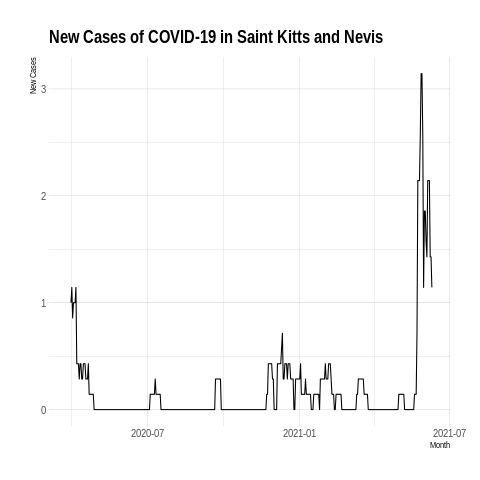 New Cases of COVID-19 in Saint Kitts and Nevis
New Cases
3
2
1
0
2020-07 2021-01 2021-07
Month